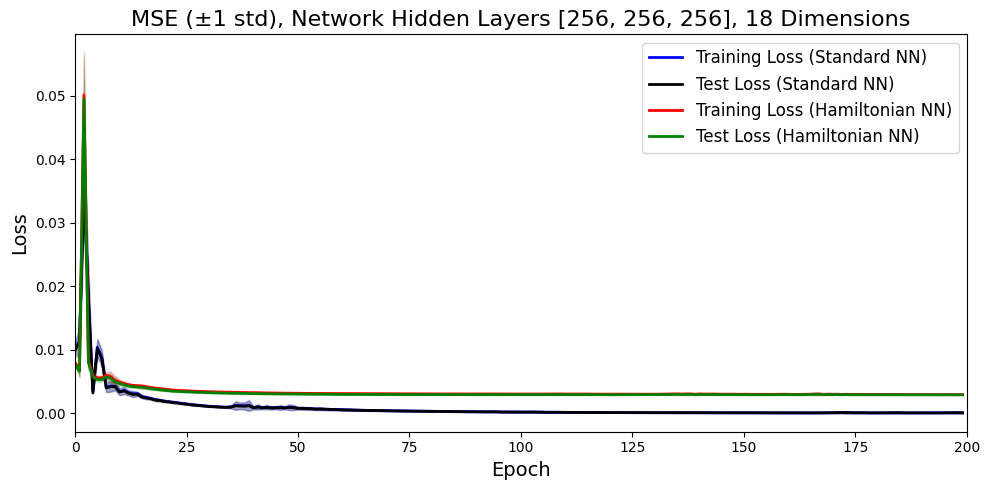 MSE (±1 std), Network Hidden Layers [256, 256, 256], 18 Dimensions
Training Loss (Standard NN)
Test Loss (Standard NN)
Training Loss (Hamiltonian NN)
Test Loss (Hamiltonian NN)
Loss
0.05
0.04
0.03
0.02
0.01
0.00
0 25 50 75 100 125 150 175 200
Epoch